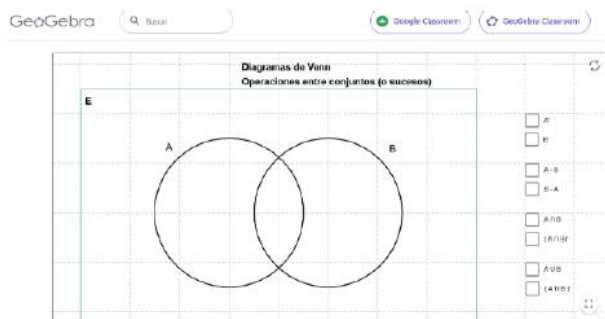 GeoGebra
Buscar
Google Classroom
GeoGebra Classroom
Diagramas de Venn
Operaciones entre conjuntos (o sucesos)
E
A
B
A'
B'
A-B
B-A
A∩B
(A∩B)'
A∪B
(A∪B)'